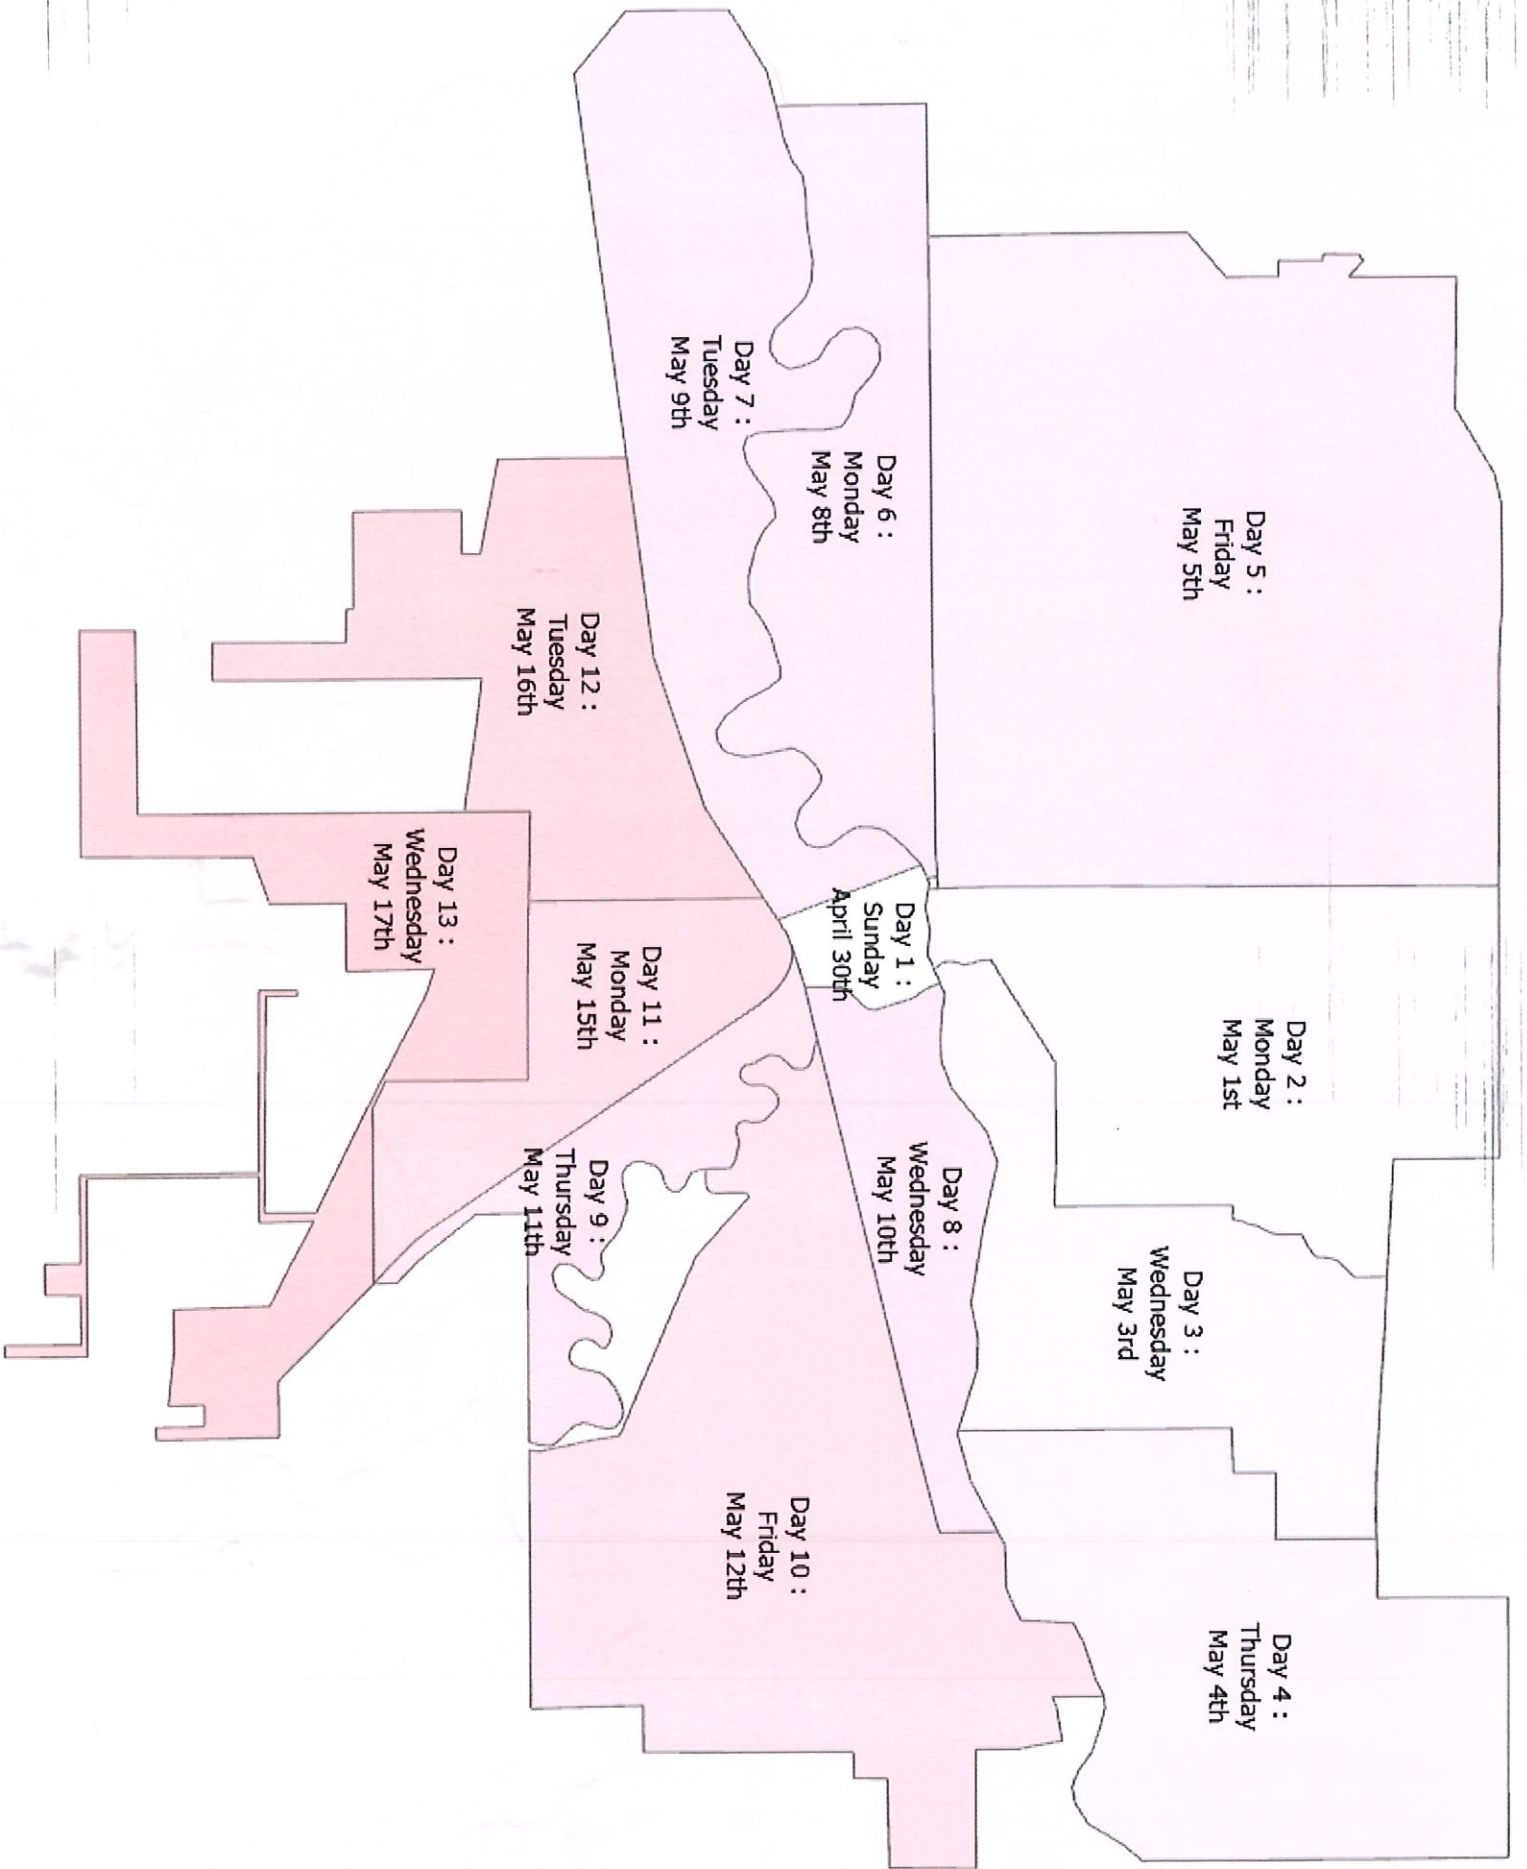 Day 1 :
Sunday
April 30th
Day 2 :
Monday
May 1st
Day 3 :
Wednesday
May 3rd
Day 4 :
Thursday
May 4th
Day 5 :
Friday
May 5th
Day 6 :
Monday
May 8th
Day 7 :
Tuesday
May 9th
Day 8 :
Wednesday
May 10th
Day 9 :
Thursday
May 11th
Day 10 :
Friday
May 12th
Day 11 :
Monday
May 15th
Day 12 :
Tuesday
May 16th
Day 13 :
Wednesday
May 17th